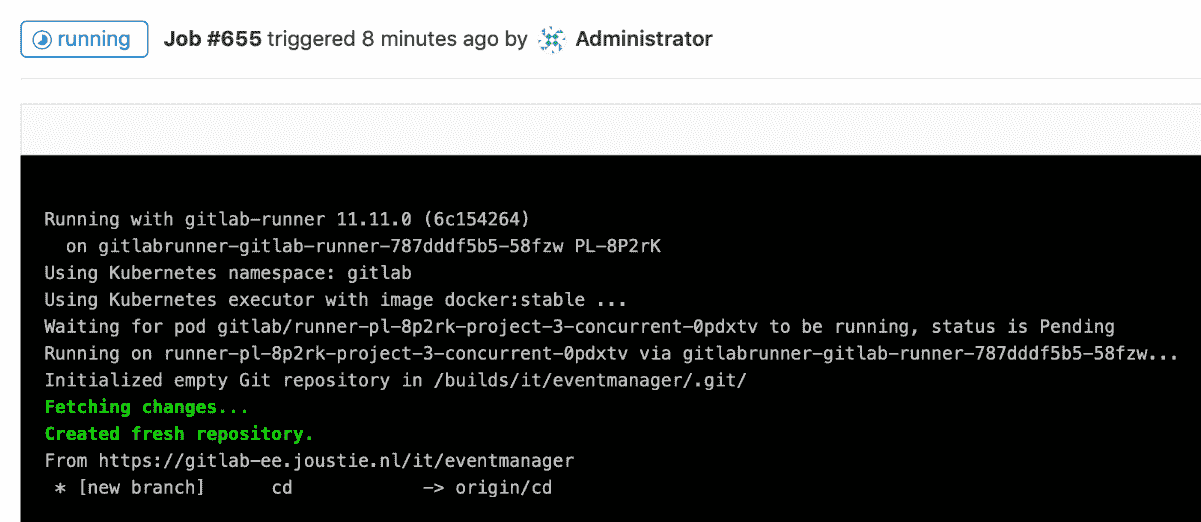 running Job #655 triggered 8 minutes ago by Administrator
Running with gitlab-runner 11.11.0 (6c154264)
on gitlabrunner-gitlab-runner-787dddf5b5-58fzw PL-8P2rK
Using Kubernetes namespace: gitlab
Using Kubernetes executor with image docker:stable ...
Waiting for pod gitlab/runner-pl-8p2rk-project-3-concurrent-0pdxtv to be running, status is Pending
Running on runner-pl-8p2rk-project-3-concurrent-0pdxtv via gitlabrunner-gitlab-runner-787dddf5b5-58fzw...
Initialized empty Git repository in /builds/it/eventmanager/.git/
Fetching changes...
Created fresh repository.
From https://gitlab-ee.joustie.nl/it/eventmanager
* [new branch] cd -> origin/cd